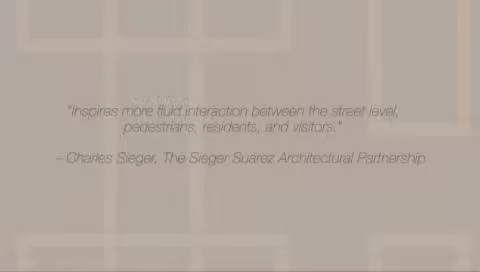 "Inspires more fluid interaction between the street level,
pedestrians, residents, and visitors."
– Charles Sieger, The Sieger Suarez Architectural Partnership